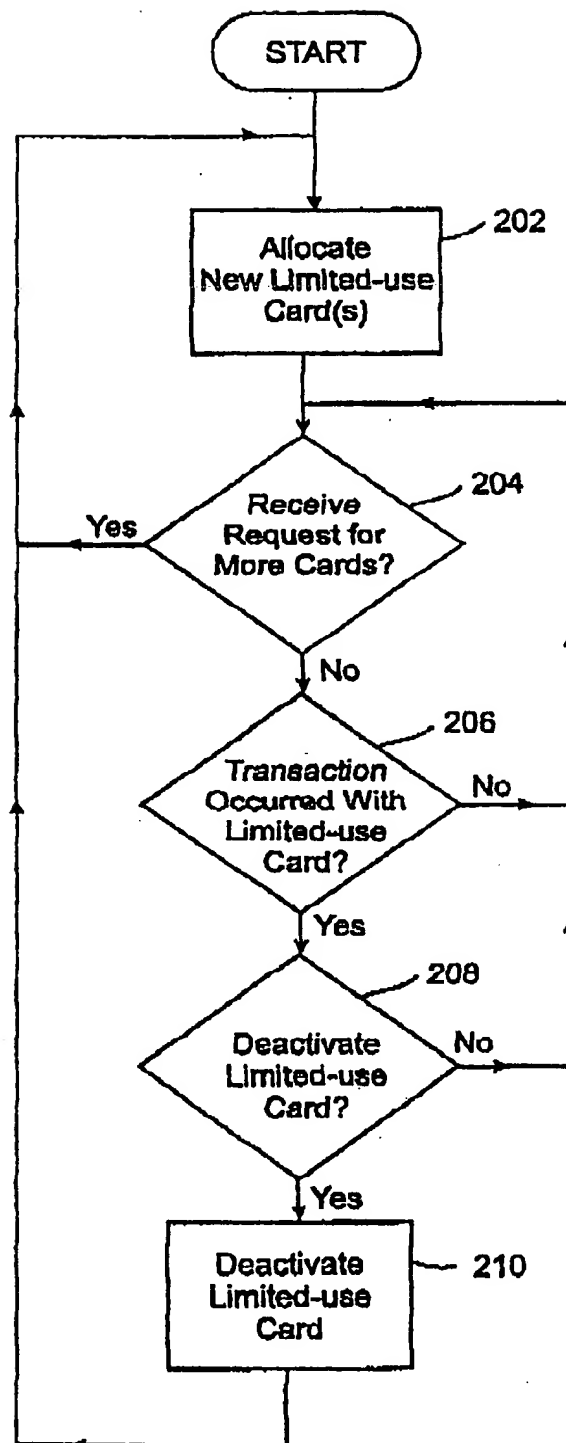 START
202
Allocate
New Limited-use
Card(s)
204
Receive
Request for
More Cards?
Yes
No
206
Transaction
Occurred With
Limited-use
Card?
No
Yes
208
Deactivate
Limited-use
Card?
No
Yes
Deactivate
Limited-use
Card
210